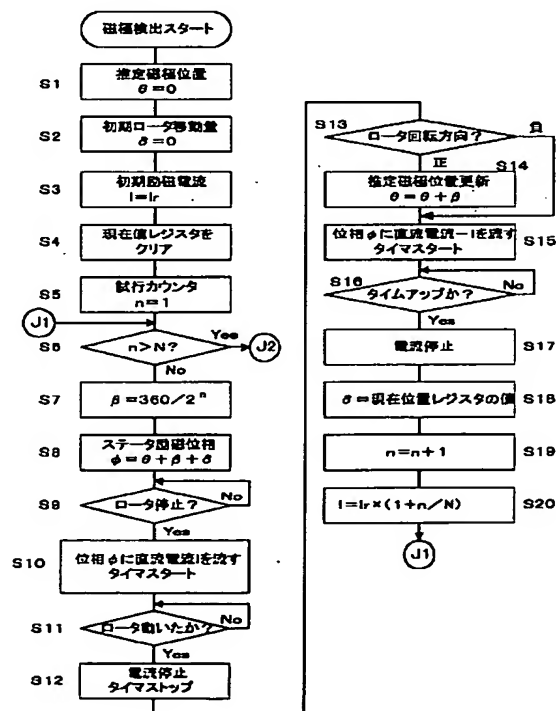 磁極検出スタート
S1
推定磁極位置
θ=0
S2
初期ロータ移動量
δ=0
S3
初期励磁電流
I=Ir
S4
現在値レジスタを
クリア
S5
試行カウンタ
n=1
J1
S6
n>N?
Yes
J2
No
S7
β=360/2ⁿ
S8
ステータ励磁位相
φ=θ+β+δ
S9
ロータ停止?
No
Yes
S10
位相φに直流電流Iを流す
タイマスタート
S11
ロータ動いたか?
No
Yes
S12
電流停止
タイマストップ
S13
ロータ回転方向?
負
正
S14
推定磁極位置更新
θ=θ+β
S15
位相φに直流電流-Iを流す
タイマスタート
S16
タイムアップか?
No
Yes
電流停止
S17
δ=現在位置レジスタの値
S18
n=n+1
S19
I=Ir×(1+n/N)
S20
J1